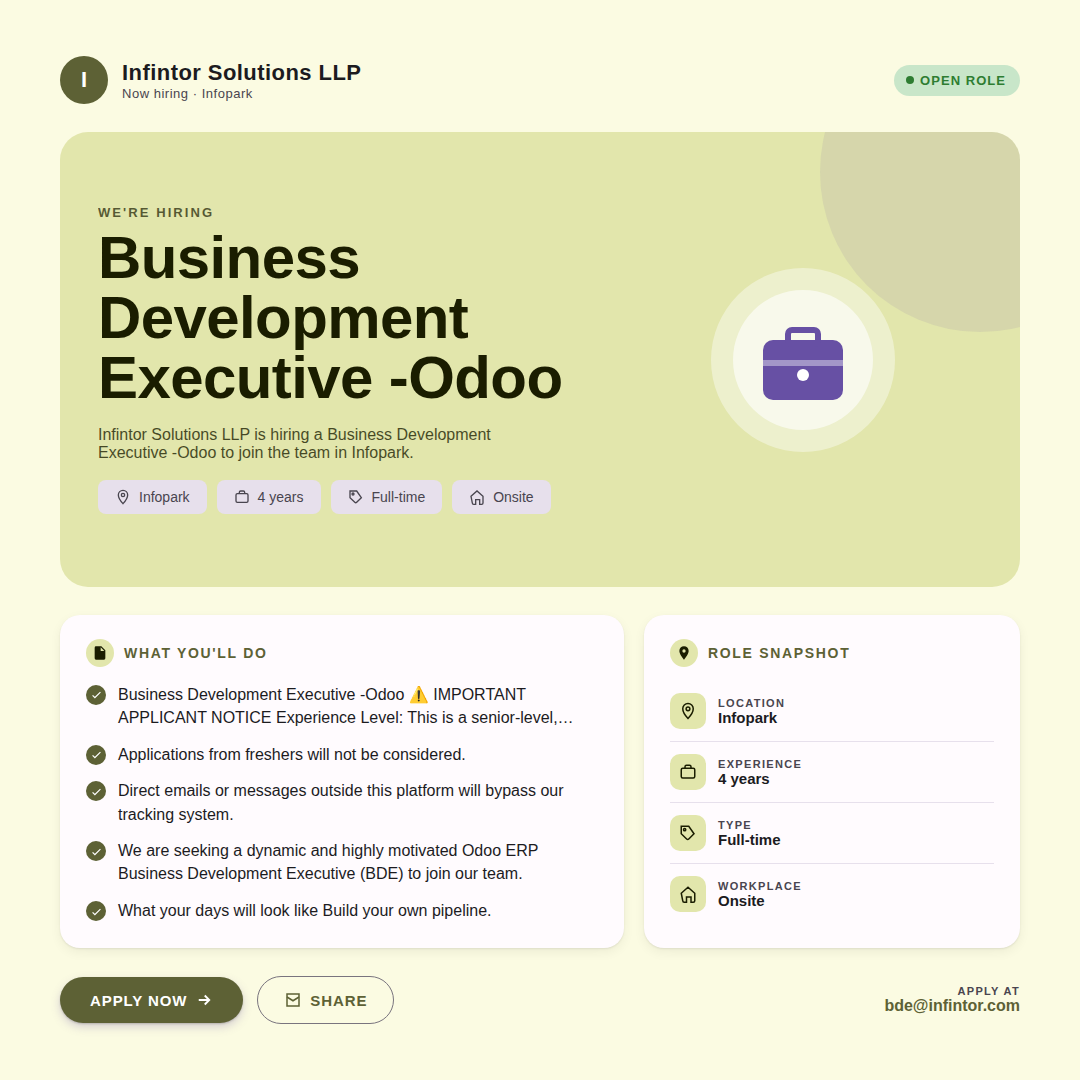 I
Infintor Solutions LLP
Now hiring · Infopark
OPEN ROLE
WE'RE HIRING
Business
Development
Executive -Odoo
Infintor Solutions LLP is hiring a Business Development
Executive -Odoo to join the team in Infopark.
Infopark
4 years
Full-time
Onsite
WHAT YOU'LL DO
Business Development Executive -Odoo ⚠️ IMPORTANT
APPLICANT NOTICE Experience Level: This is a senior-level,…
Applications from freshers will not be considered.
Direct emails or messages outside this platform will bypass our
tracking system.
We are seeking a dynamic and highly motivated Odoo ERP
Business Development Executive (BDE) to join our team.
What your days will look like Build your own pipeline.
ROLE SNAPSHOT
LOCATION
Infopark
EXPERIENCE
4 years
TYPE
Full-time
WORKPLACE
Onsite
APPLY NOW
SHARE
APPLY AT
bde@infintor.com